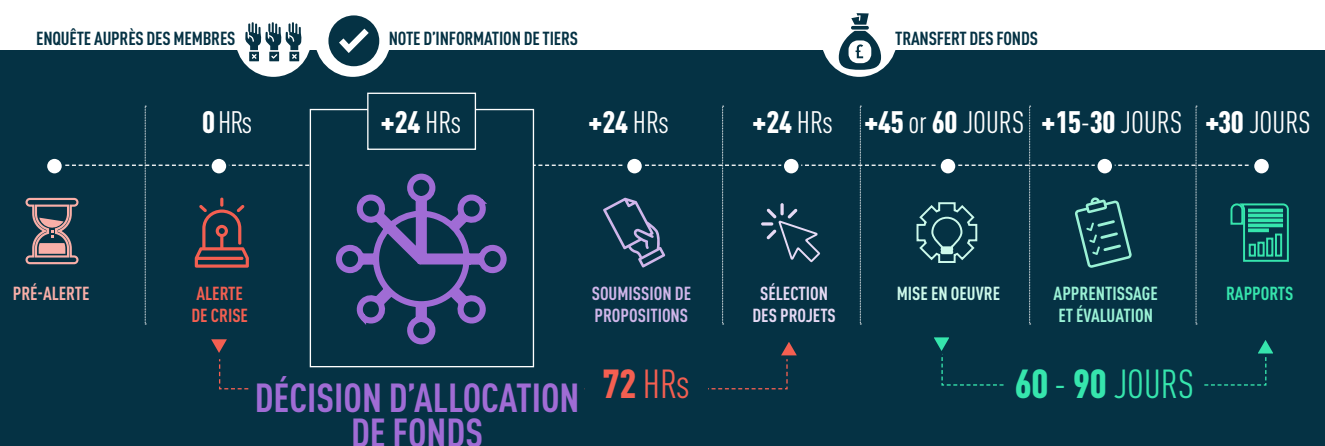 ENQUÊTE AUPRÈS DES MEMBRES
NOTE D'INFORMATION DE TIERS
£
TRANSFERT DES FONDS
0 HRs
+24 HRs
+24 HRs
+24 HRs
+45 or 60 JOURS
+15-30 JOURS
+30 JOURS
PRÉ-ALERTE
ALERTE
DE CRISE
SOUMISSION DE
PROPOSITIONS
SÉLECTION
DES PROJETS
MISE EN OEUVRE
APPRENTISSAGE
ET ÉVALUATION
RAPPORTS
DÉCISION D'ALLOCATION
DE FONDS
72 HRs
60 - 90 JOURS